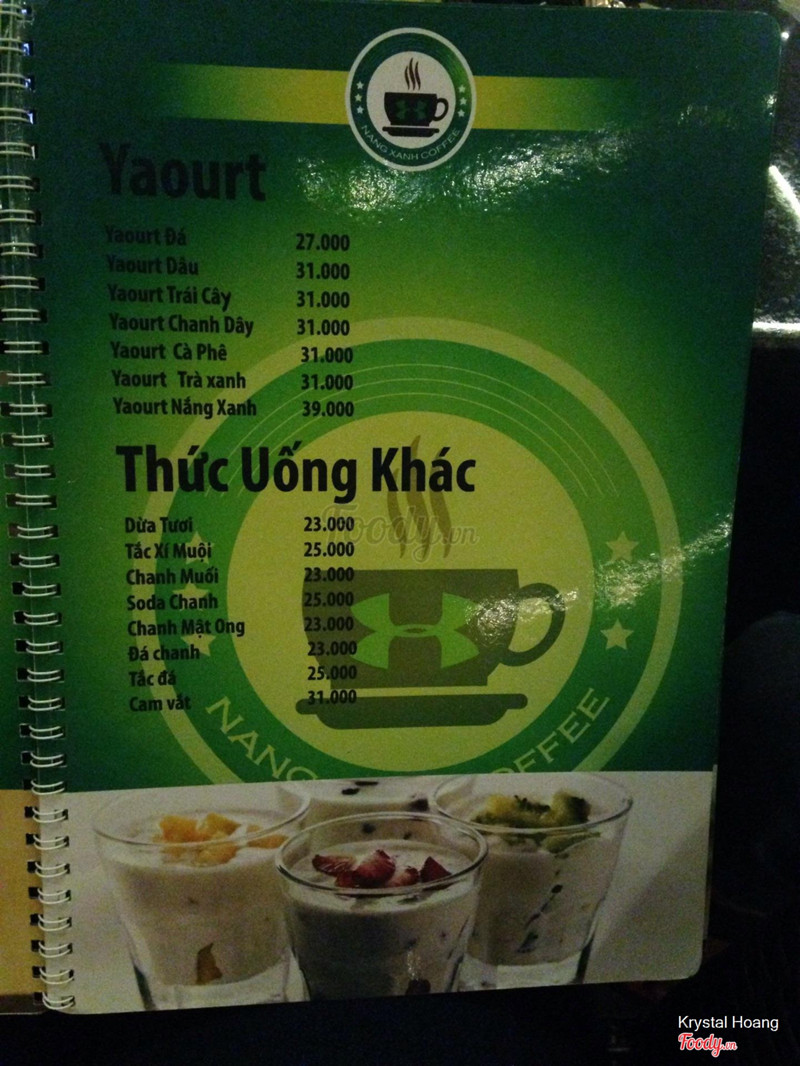 NANG XANH COFFEE
Yaourt
Yaourt Đá 27.000
Yaourt Dâu 31.000
Yaourt Trái Cây 31.000
Yaourt Chanh Dây 31.000
Yaourt Cà Phê 31.000
Yaourt Trà xanh 31.000
Yaourt Nắng Xanh 39.000
Thức Uống Khác
Dừa Tươi 23.000
Tắc Xí Muội 25.000
Chanh Muối 23.000
Soda Chanh 25.000
Chanh Mật Ong 23.000
Đá chanh 23.000
Tắc đá 25.000
Cam vắt 31.000
Foody.vn
NANG COFFEE
Krystal Hoang
Foody.vn